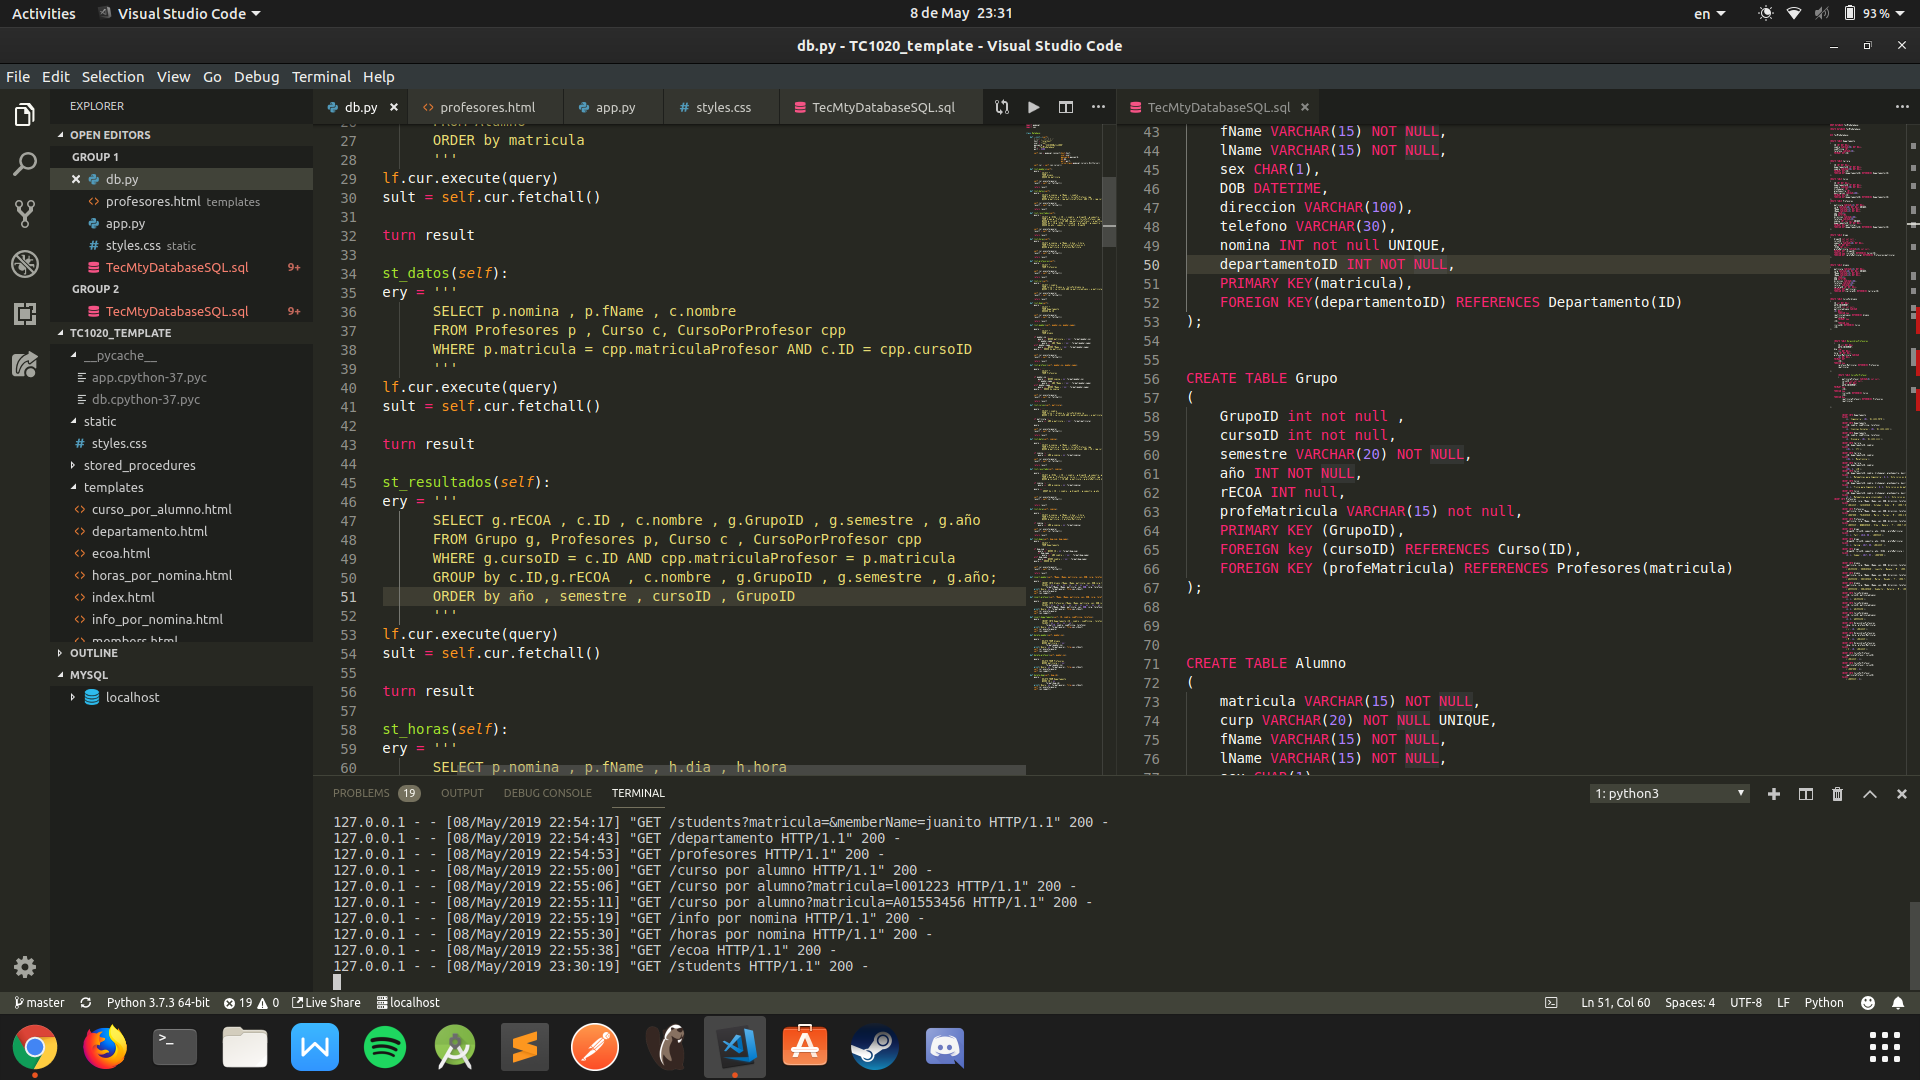 Activities
Visual Studio Code
8 de May 23:31
en
93 %
db.py - TC1020_template - Visual Studio Code
File Edit Selection View Go Debug Terminal Help
EXPLORER
OPEN EDITORS
GROUP 1
db.py
profesores.html templates
app.py
styles.css static
TecMtyDatabaseSQL.sql 9+
GROUP 2
TecMtyDatabaseSQL.sql 9+
TC1020_TEMPLATE
__pycache__
app.cpython-37.pyc
db.cpython-37.pyc
static
styles.css
stored_procedures
templates
curso_por_alumno.html
departamento.html
ecoa.html
horas_por_nomina.html
index.html
info_por_nomina.html
members.html
OUTLINE
MYSQL
localhost
db.py
profesores.html
app.py
styles.css
TecMtyDatabaseSQL.sql
26 FROM Alumno
27 ORDER by matricula
28 '''
29 lf.cur.execute(query)
30 sult = self.cur.fetchall()
31
32 turn result
33
34 st_datos(self):
35 ery = '''
36 SELECT p.nomina , p.fName , c.nombre
37 FROM Profesores p , Curso c, CursoPorProfesor cpp
38 WHERE p.matricula = cpp.matriculaProfesor AND c.ID = cpp.cursoID
39 '''
40 lf.cur.execute(query)
41 sult = self.cur.fetchall()
42
43 turn result
44
45 st_resultados(self):
46 ery = '''
47 SELECT g.rECOA , c.ID , c.nombre , g.GrupoID , g.semestre , g.año
48 FROM Grupo g, Profesores p, Curso c , CursoPorProfesor cpp
49 WHERE g.cursoID = c.ID AND cpp.matriculaProfesor = p.matricula
50 GROUP by c.ID,g.rECOA  , c.nombre , g.GrupoID , g.semestre , g.año;
51 ORDER by año , semestre , cursoID , GrupoID
'''
53 lf.cur.execute(query)
54 sult = self.cur.fetchall()
55
56 turn result
57
58 st_horas(self):
59 ery = '''
60 SELECT p.nomina , p.fName , h.dia , h.hora
TecMtyDatabaseSQL.sql
43 fName VARCHAR(15) NOT NULL,
44 lName VARCHAR(15) NOT NULL,
45 sex CHAR(1),
46 DOB DATETIME,
47 direccion VARCHAR(100),
48 telefono VARCHAR(30),
49 nomina INT not null UNIQUE,
50 departamentoID INT NOT NULL,
51 PRIMARY KEY(matricula),
52 FOREIGN KEY(departamentoID) REFERENCES Departamento(ID)
53 );
54
55
56 CREATE TABLE Grupo
57 (
58 GrupoID int not null ,
59 cursoID int not null,
60 semestre VARCHAR(20) NOT NULL,
61 año INT NOT NULL,
62 rECOA INT null,
63 profeMatricula VARCHAR(15) not null,
64 PRIMARY KEY (GrupoID),
65 FOREIGN key (cursoID) REFERENCES Curso(ID),
66 FOREIGN KEY (profeMatricula) REFERENCES Profesores(matricula)
67 );
68
69
70
71 CREATE TABLE Alumno
72 (
73 matricula VARCHAR(15) NOT NULL,
74 curp VARCHAR(20) NOT NULL UNIQUE,
75 fName VARCHAR(15) NOT NULL,
76 lName VARCHAR(15) NOT NULL,
77 sex CHAR(1)
PROBLEMS 19 OUTPUT DEBUG CONSOLE TERMINAL
1: python3
127.0.0.1 - - [08/May/2019 22:54:17] "GET /students?matricula=&memberName=juanito HTTP/1.1" 200 -
127.0.0.1 - - [08/May/2019 22:54:43] "GET /departamento HTTP/1.1" 200 -
127.0.0.1 - - [08/May/2019 22:54:53] "GET /profesores HTTP/1.1" 200 -
127.0.0.1 - - [08/May/2019 22:55:00] "GET /curso por alumno HTTP/1.1" 200 -
127.0.0.1 - - [08/May/2019 22:55:06] "GET /curso por alumno?matricula=l001223 HTTP/1.1" 200 -
127.0.0.1 - - [08/May/2019 22:55:11] "GET /curso por alumno?matricula=A01553456 HTTP/1.1" 200 -
127.0.0.1 - - [08/May/2019 22:55:19] "GET /info por nomina HTTP/1.1" 200 -
127.0.0.1 - - [08/May/2019 22:55:30] "GET /horas por nomina HTTP/1.1" 200 -
127.0.0.1 - - [08/May/2019 22:55:38] "GET /ecoa HTTP/1.1" 200 -
127.0.0.1 - - [08/May/2019 23:30:19] "GET /students HTTP/1.1" 200 -
master Python 3.7.3 64-bit 19 0 Live Share localhost
Ln 51, Col 60 Spaces: 4 UTF-8 LF Python